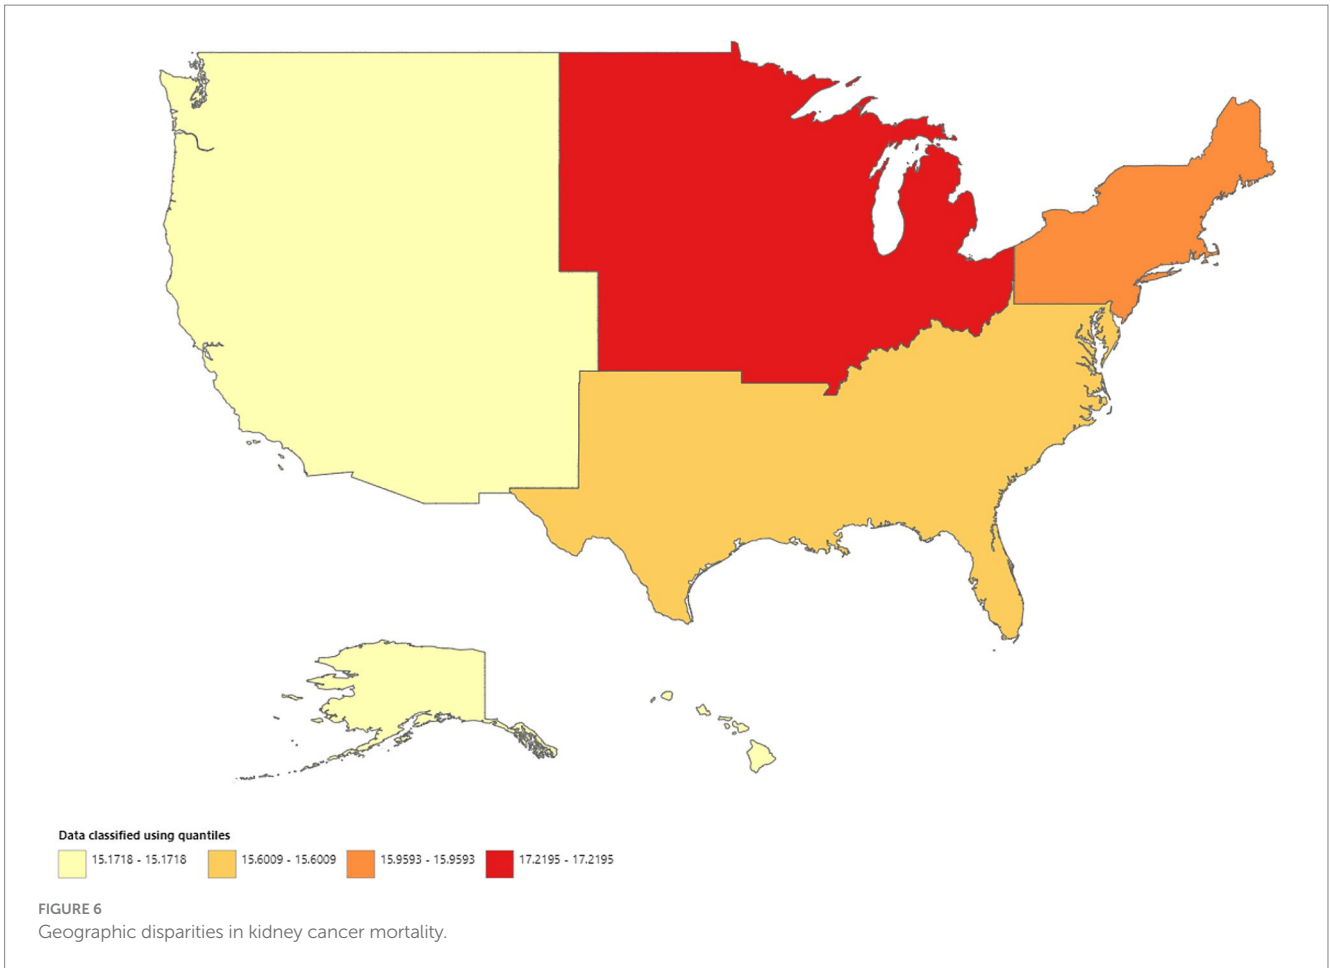 Data classified using quantiles
15.1718 - 15.1718 15.6009 - 15.6009 15.9593 - 15.9593 17.2195 - 17.2195
FIGURE 6
Geographic disparities in kidney cancer mortality.